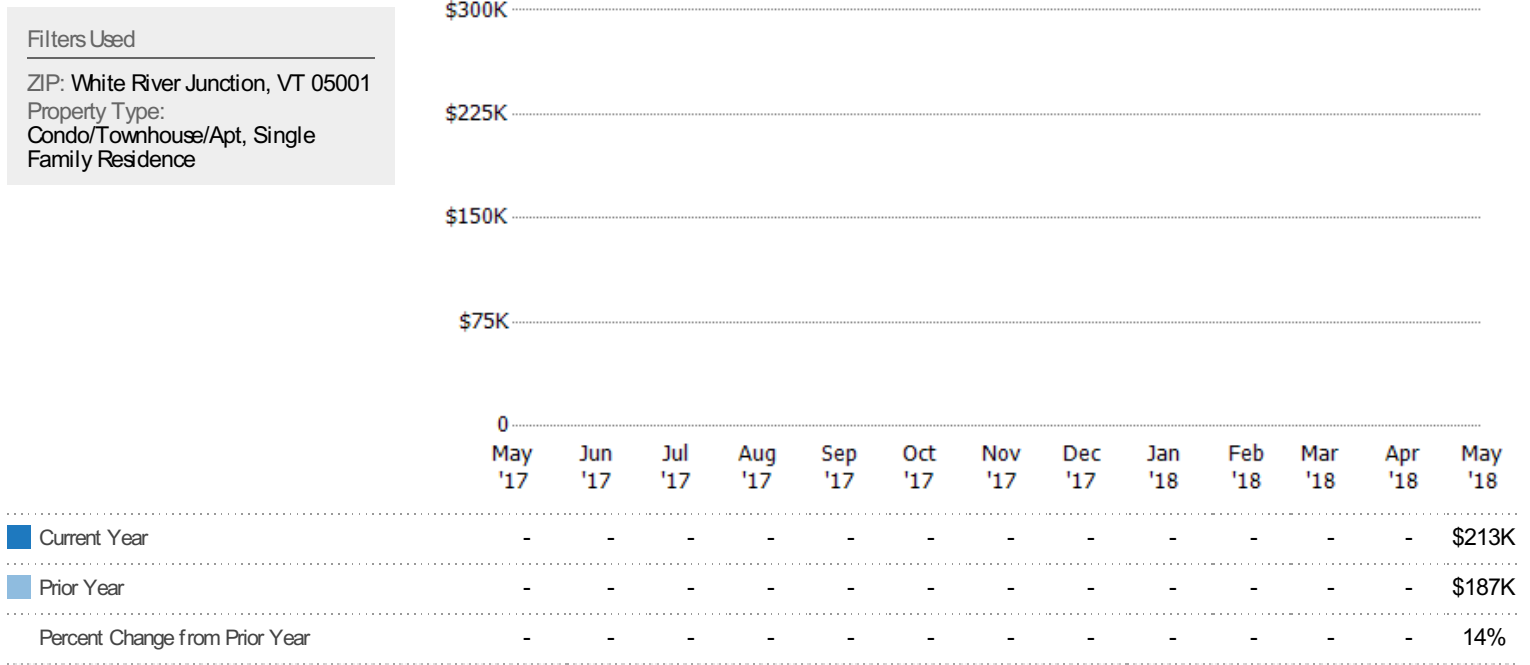 Filters Used
ZIP: White River Junction, VT 05001
Property Type:
Condo/Townhouse/Apt, Single
Family Residence
$300K
$225K
$150K
$75K
0
May Jun Jul Aug Sep Oct Nov Dec Jan Feb Mar Apr May
'17 '17 '17 '17 '17 '17 '17 '17 '18 '18 '18 '18 '18
Current Year - - - - - - - - - - - - $213K
Prior Year - - - - - - - - - - - - $187K
Percent Change from Prior Year - - - - - - - - - - - - 14%